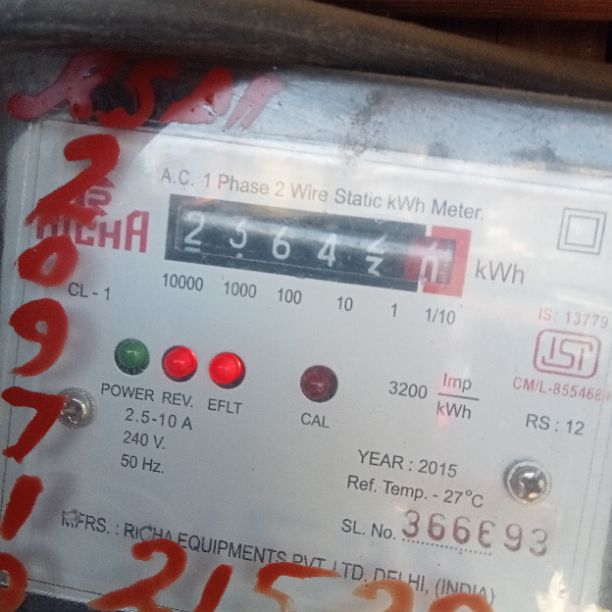 A.C. 1 Phase 2 Wire Static kWh Meter.
RICHA
2 3 6 4 kWh
CL - 1 10000 1000 100 10 1 1/10
IS: 13779
ISI
CM/L-855468
POWER REV. EFLT CAL 3200 Imp/kWh RS : 12
2.5-10 A
240 V.
50 Hz.
YEAR : 2015
Ref. Temp. - 27°C
SL. No. 366693
MFRS. : RICHA EQUIPMENTS PVT. LTD. DELHI, (INDIA)
2
0
9
7
1